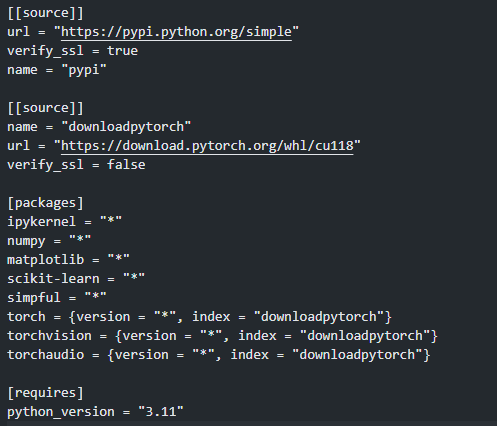 [[source]]
url = "https://pypi.python.org/simple"
verify_ssl = true
name = "pypi"

[[source]]
name = "downloadpytorch"
url = "https://download.pytorch.org/whl/cu118"
verify_ssl = false

[packages]
ipykernel = "*"
numpy = "*"
matplotlib = "*"
scikit-learn = "*"
simpful = "*"
torch = {version = "*", index = "downloadpytorch"}
torchvision = {version = "*", index = "downloadpytorch"}
torchaudio = {version = "*", index = "downloadpytorch"}

[requires]
python_version = "3.11"